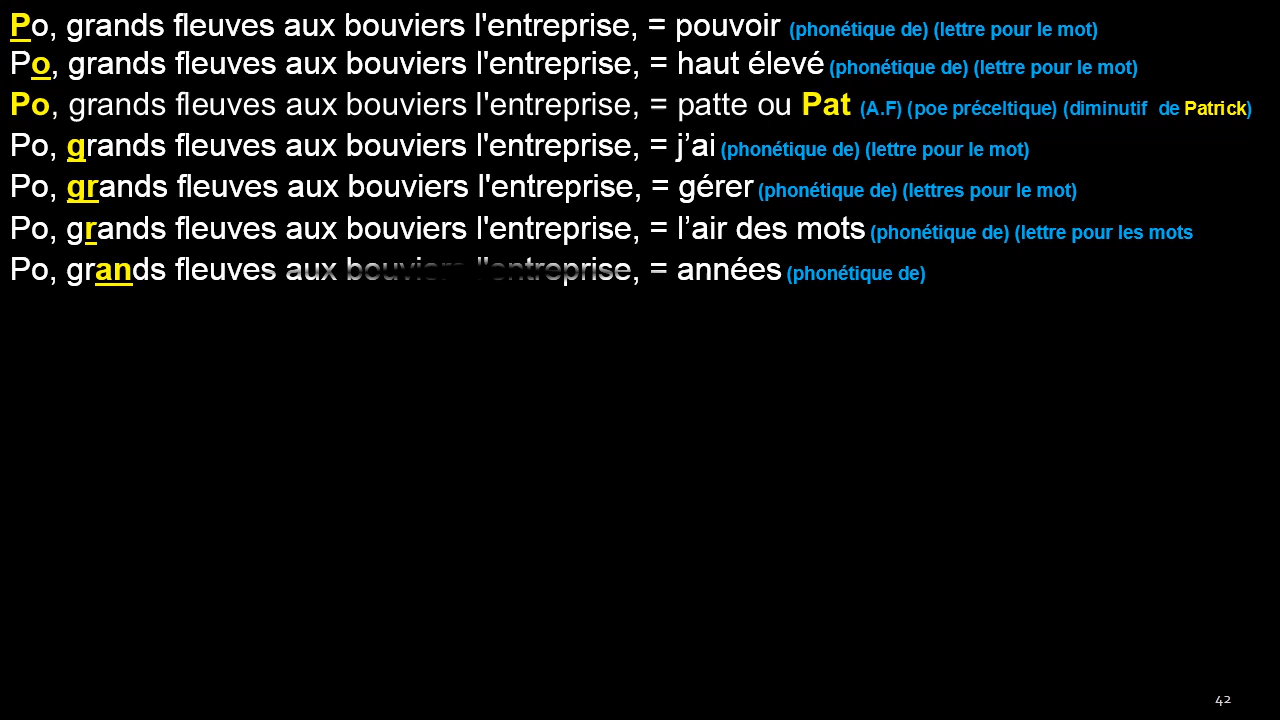 Po, grands fleuves aux bouviers l'entreprise, = pouvoir (phonétique de) (lettre pour le mot)
Po, grands fleuves aux bouviers l'entreprise, = haut élevé (phonétique de) (lettre pour le mot)
Po, grands fleuves aux bouviers l'entreprise, = patte ou Pat (A.F) (poe préceltique) (diminutif de Patrick)
Po, grands fleuves aux bouviers l'entreprise, = j’ai (phonétique de) (lettre pour le mot)
Po, grands fleuves aux bouviers l'entreprise, = gérer (phonétique de) (lettres pour le mot)
Po, grands fleuves aux bouviers l'entreprise, = l’air des mots (phonétique de) (lettre pour les mots
Po, grands fleuves aux bouviers l'entreprise, = années (phonétique de)
42